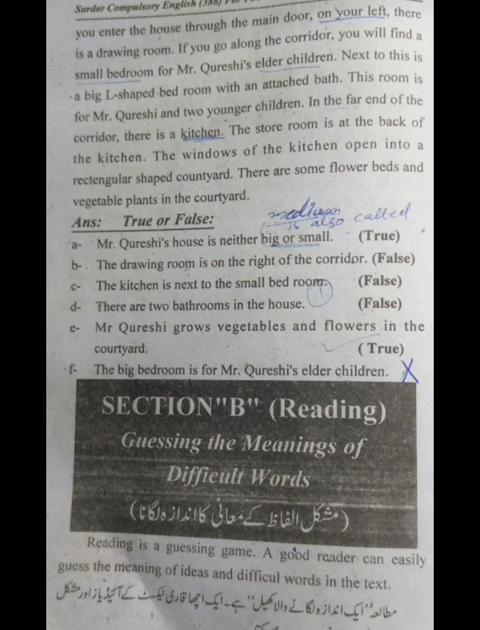 Sardar Compulsory English (386)
you enter the house through the main door, on your left, there
is a drawing room. If you go along the corridor, you will find a
small bedroom for Mr. Qureshi's elder children. Next to this is
a big L-shaped bed room with an attached bath. This room is
for Mr. Qureshi and two younger children. In the far end of the
corridor, there is a kitchen. The store room is at the back of
the kitchen. The windows of the kitchen open into a
rectengular shaped countyard. There are some flower beds and
vegetable plants in the courtyard.
medium
is also called
Ans: True or False:
a- Mr. Qureshi's house is neither big or small. (True)
b- The drawing room is on the right of the corridor. (False)
c- The kitchen is next to the small bed room. (False)
d- There are two bathrooms in the house. (False)
e- Mr Qureshi grows vegetables and flowers in the
courtyard. ( True)
f- The big bedroom is for Mr. Qureshi's elder children. X
SECTION"B" (Reading)
Guessing the Meanings of
Difficult Words
(مشکل الفاظ کے معانی کا اندازہ لگانا)
Reading is a guessing game. A good reader can easily
guess the meaning of ideas and difficul words in the text.
مطالعہ "ایک اندازہ لگانے والا کھیل" ہے۔ ایک اچھا قاری ٹیکسٹ کے آئیڈیاز اور مشکل